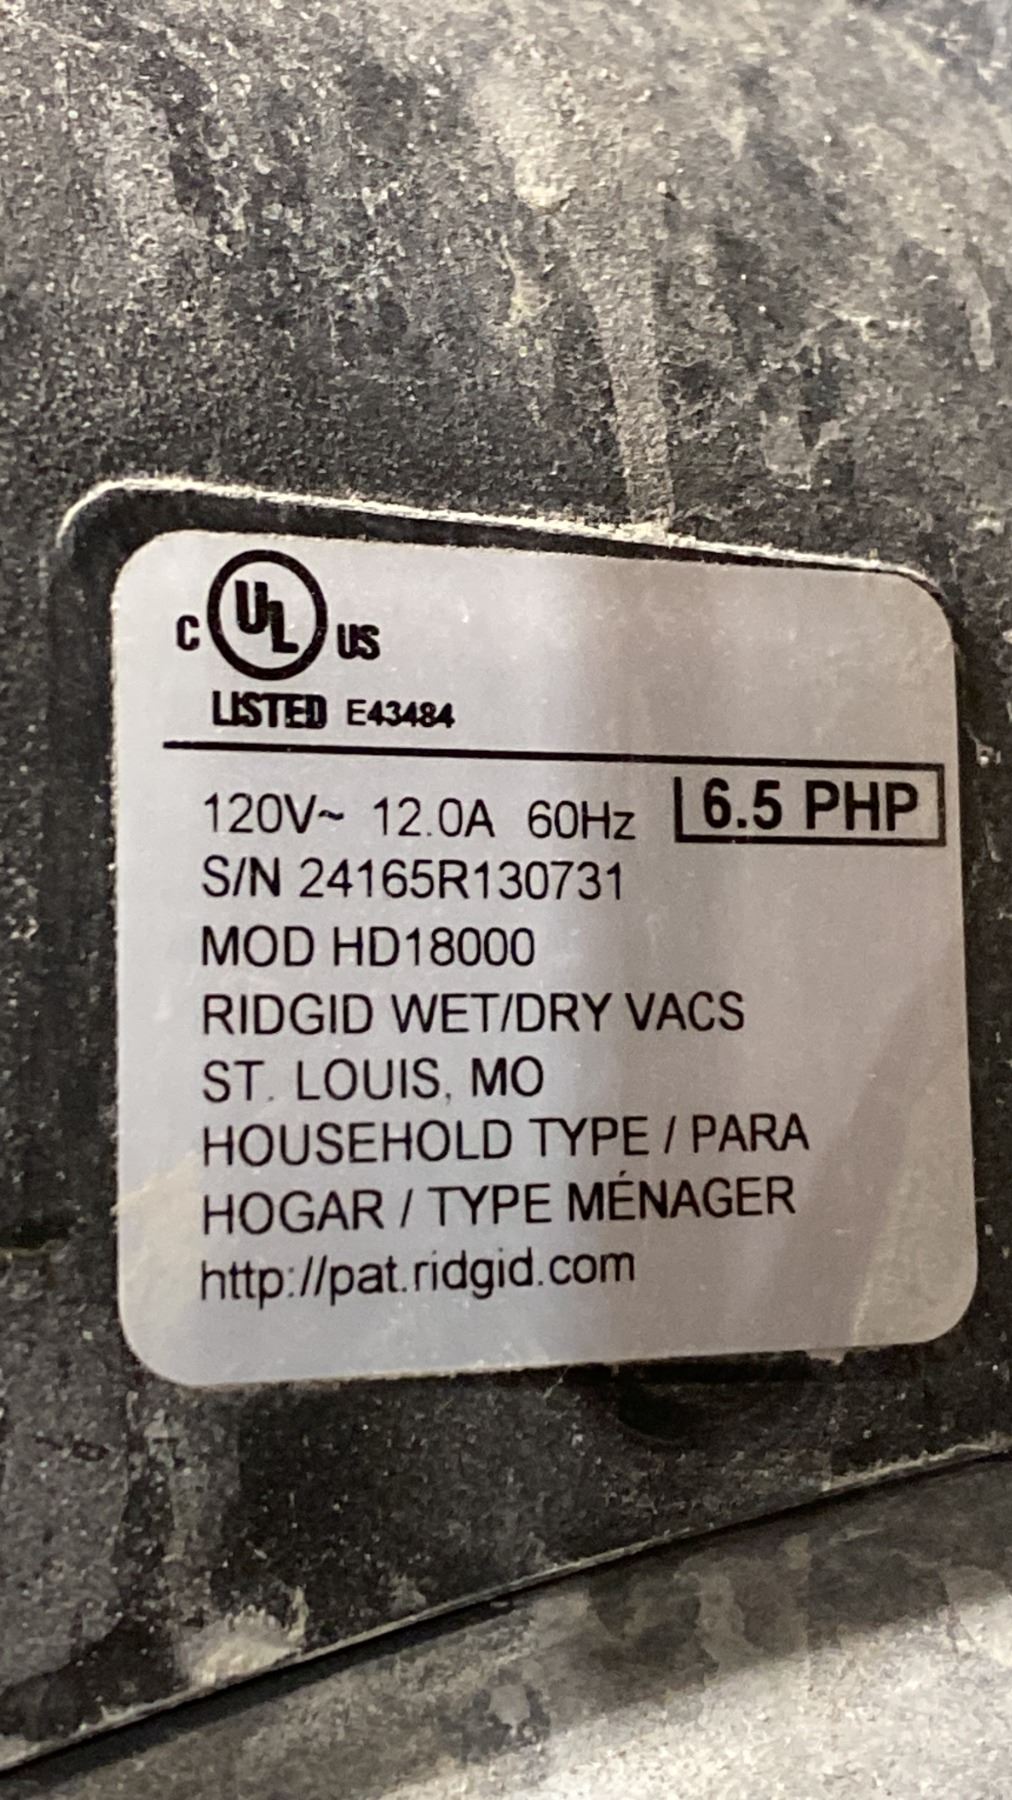 C UL US
LISTED E43484
120V~ 12.0A 60Hz 6.5 PHP
S/N 24165R130731
MOD HD18000
RIDGID WET/DRY VACS
ST. LOUIS, MO
HOUSEHOLD TYPE / PARA
HOGAR / TYPE MÉNAGER
http://pat.ridgid.com